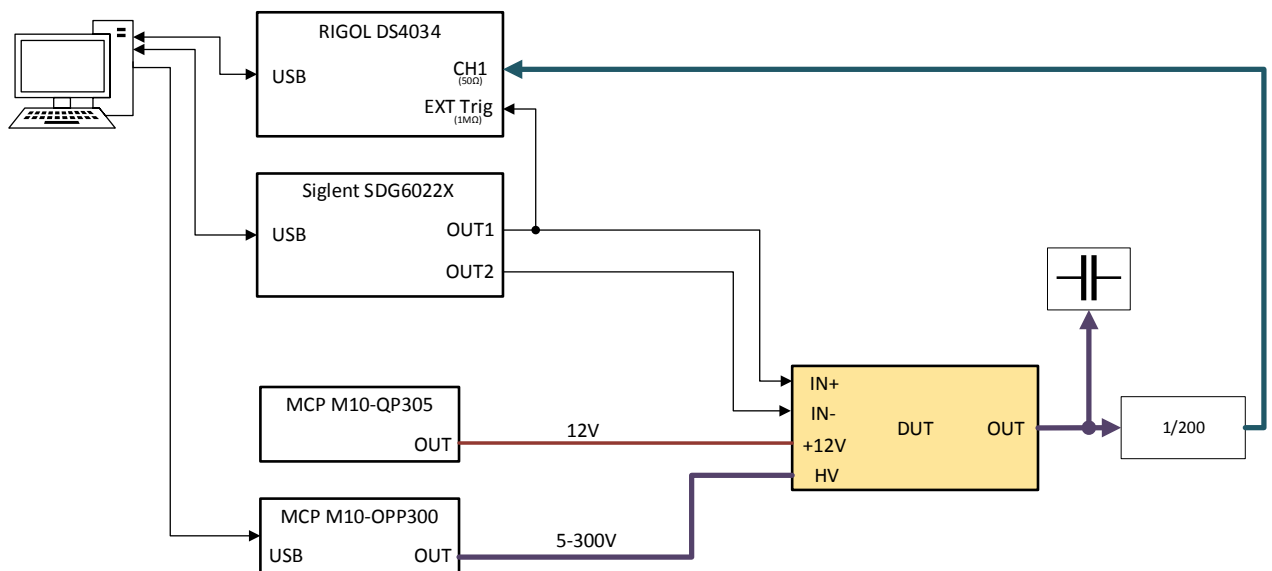 RIGOL DS4034
USB
CH1
(50Ω)
EXT Trig
(1MΩ)
Siglent SDG6022X
USB
OUT1
OUT2
MCP M10-QP305
OUT
12V
MCP M10-OPP300
USB
OUT
5-300V
IN+
IN-
+12V
HV
DUT
OUT
1/200